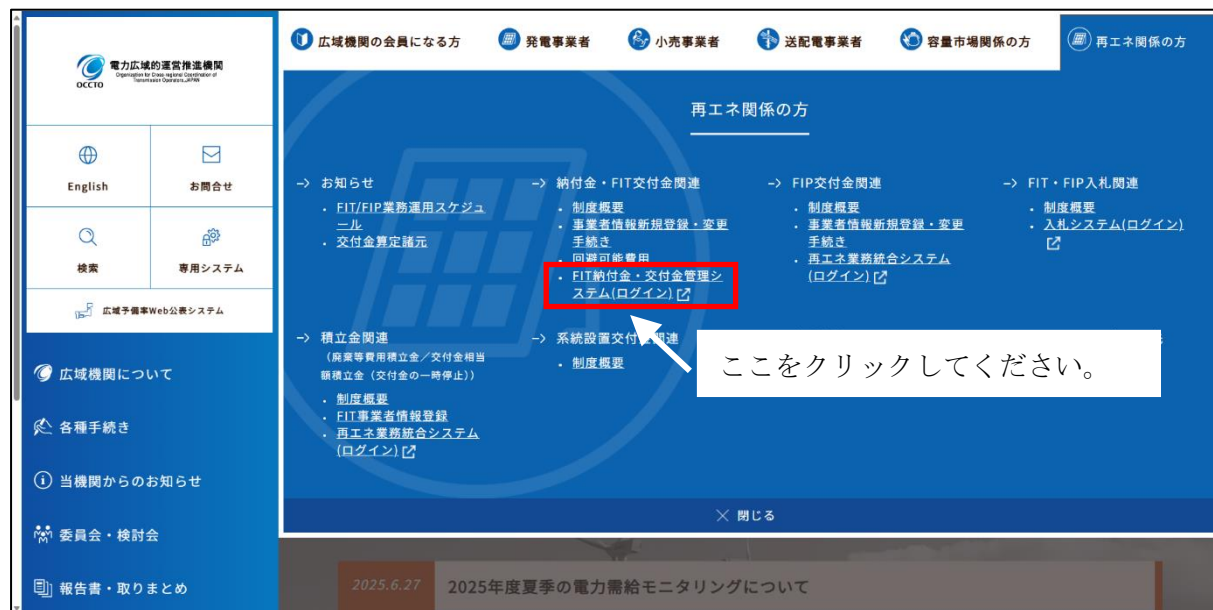 電力広域的運営推進機関
Organization for Cross-regional Coordination of
Transmission Operators, JAPAN
OCCTO
English
お問合せ
検索
専用システム
広域予備率Web公表システム
広域機関について
各種手続き
当機関からのお知らせ
委員会・検討会
報告書・取りまとめ
広域機関の会員になる方
発電事業者
小売事業者
送配電事業者
容量市場関係の方
再エネ関係の方
再エネ関係の方
–> お知らせ
・FIT/FIP業務運用スケジュ
ール
・交付金算定諸元
–> 納付金・FIT交付金関連
・制度概要
・事業者情報新規登録・変更
手続き
・回避可能費用
・FIT納付金・交付金管理シ
ステム(ログイン)
–> FIP交付金関連
・制度概要
・事業者情報新規登録・変更
手続き
・再エネ業務統合システム
(ログイン)
–> FIT・FIP入札関連
・制度概要
・入札システム(ログイン)
–> 積立金関連
（廃棄等費用積立金／交付金相当
額積立金（交付金の一時停止））
・制度概要
・FIT事業者情報登録
・再エネ業務統合システム
(ログイン)
–> 系統設置交付金関連
・制度概要
ここをクリックしてください。
× 閉じる
2025.6.27
2025年度夏季の電力需給モニタリングについて